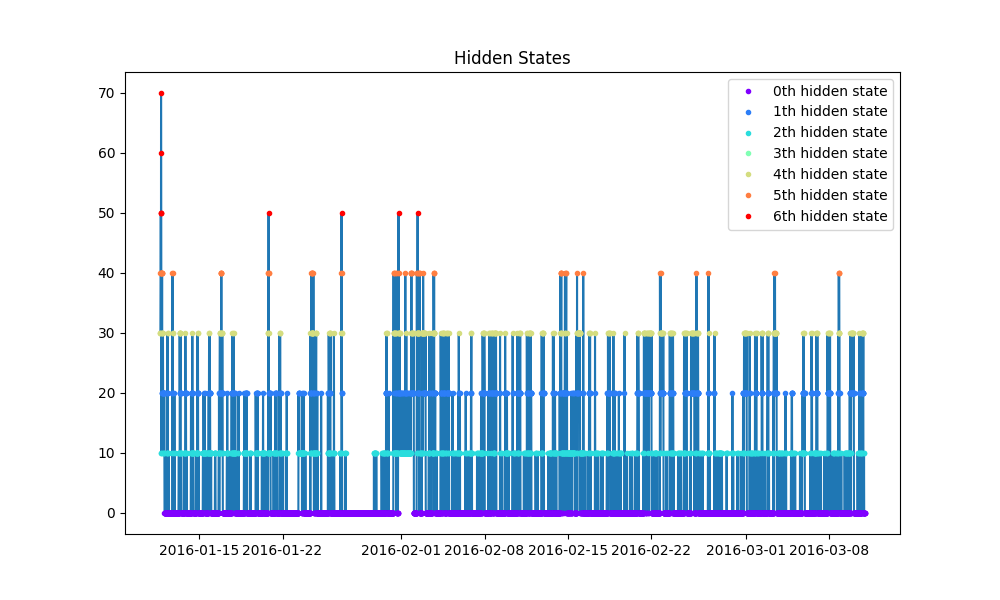 Hidden States
70
60
50
40
30
20
10
0
0th hidden state
1th hidden state
2th hidden state
3th hidden state
4th hidden state
5th hidden state
6th hidden state
2016-01-15 2016-01-22 2016-02-01 2016-02-08 2016-02-15 2016-02-22 2016-03-01 2016-03-08